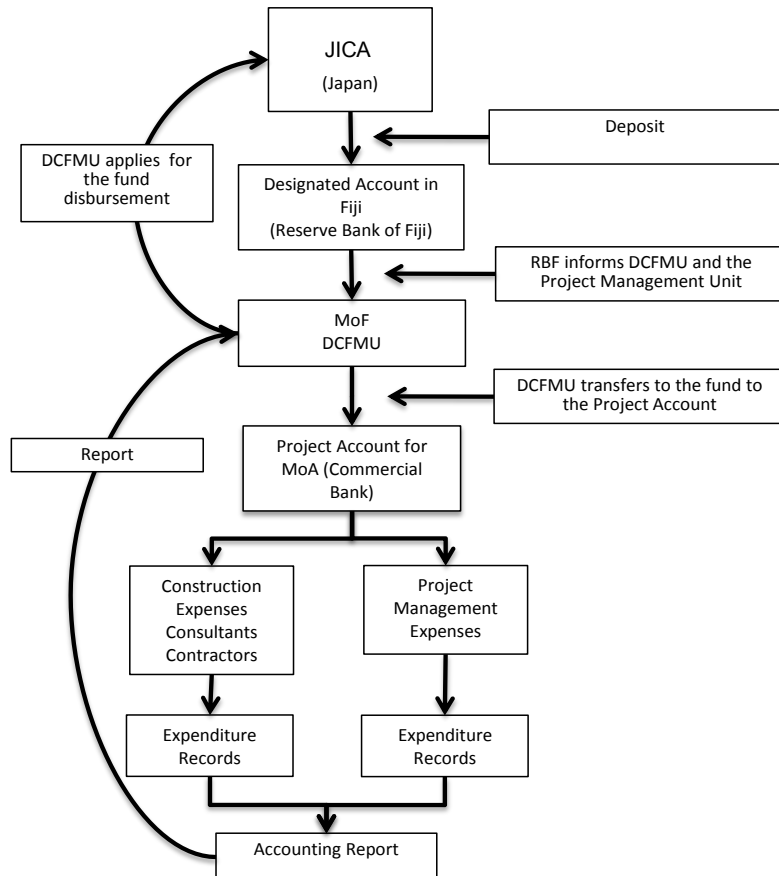 JICA
(Japan)
Deposit
DCFMU applies for
the fund
disbursement
Designated Account in
Fiji
(Reserve Bank of Fiji)
RBF informs DCFMU and the
Project Management Unit
MoF
DCFMU
DCFMU transfers to the fund to
the Project Account
Report
Project Account for
MoA (Commercial
Bank)
Construction
Expenses
Consultants
Contractors
Project
Management
Expenses
Expenditure
Records
Expenditure
Records
Accounting Report